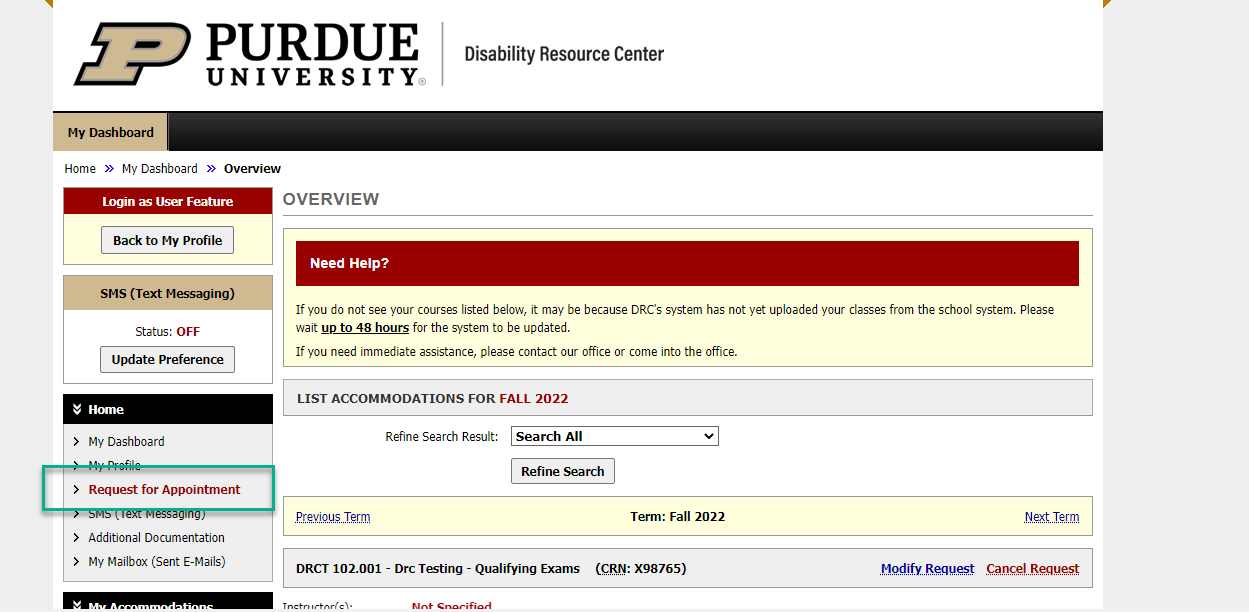 PURDUE
UNIVERSITY®
Disability Resource Center
My Dashboard
Home » My Dashboard » Overview
Login as User Feature
Back to My Profile
SMS (Text Messaging)
Status: OFF
Update Preference
Home
My Dashboard
My Profile
Request for Appointment
SMS (Text Messaging)
Additional Documentation
My Mailbox (Sent E-Mails)
My Accommodations
OVERVIEW
Need Help?
If you do not see your courses listed below, it may be because DRC's system has not yet uploaded your classes from the school system. Please
wait up to 48 hours for the system to be updated.
If you need immediate assistance, please contact our office or come into the office.
LIST ACCOMMODATIONS FOR FALL 2022
Refine Search Result: Search All
Refine Search
Previous Term Term: Fall 2022 Next Term
DRCT 102.001 - Drc Testing - Qualifying Exams (CRN: X98765) Modify Request Cancel Request
Instructor(s): Not Specified